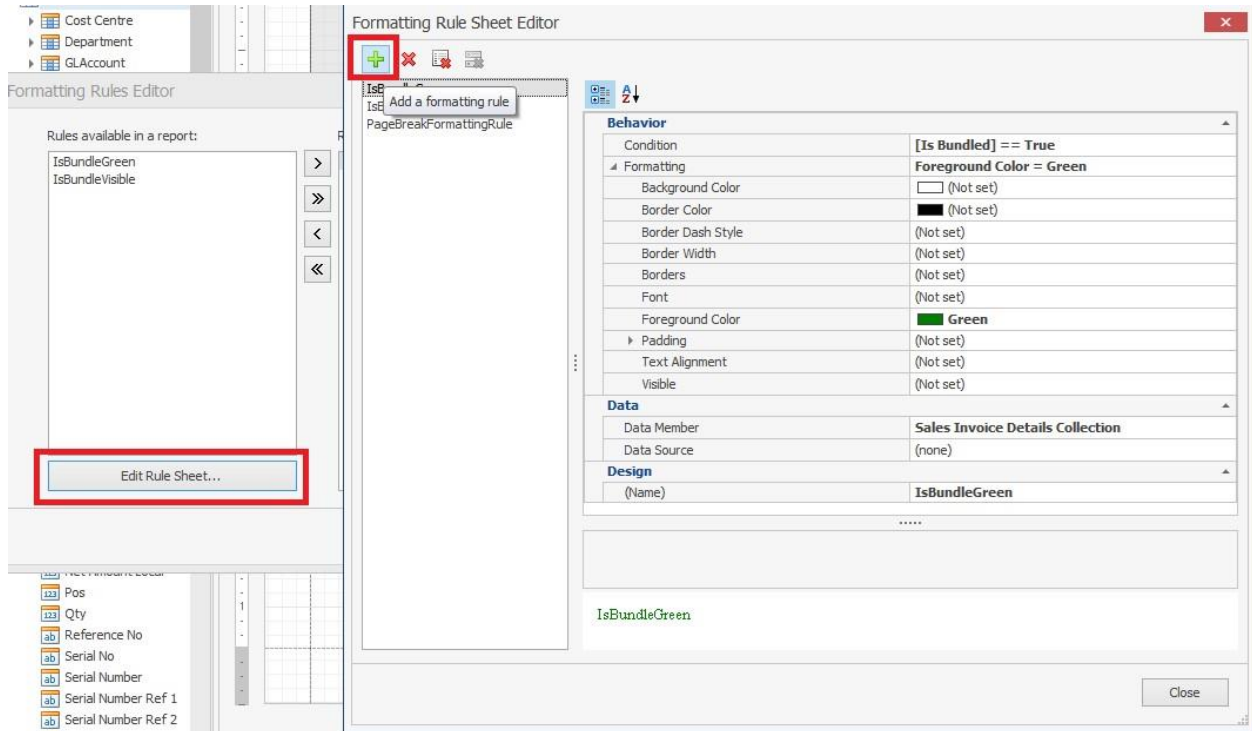 Cost Centre
Department
GLAccount
Formatting Rules Editor
Rules available in a report:
IsBundleGreen
IsBundleVisible
Edit Rule Sheet...
Pos
Qty
Reference No
Serial No
Serial Number
Serial Number Ref 1
Serial Number Ref 2
1
Formatting Rule Sheet Editor
Add a formatting rule
PageBreakFormattingRule
Behavior
Condition [Is Bundled] == True
Formatting Foreground Color = Green
Background Color (Not set)
Border Color (Not set)
Border Dash Style (Not set)
Border Width (Not set)
Borders (Not set)
Font (Not set)
Foreground Color Green
Padding (Not set)
Text Alignment (Not set)
Visible (Not set)
Data
Data Member Sales Invoice Details Collection
Data Source (none)
Design
(Name) IsBundleGreen
IsBundleGreen
Close